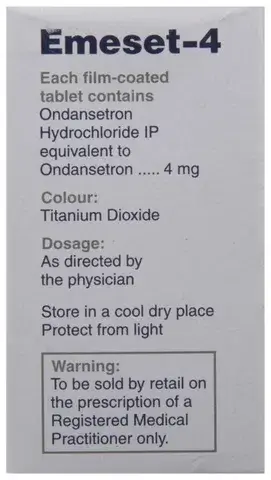 Emeset-4
Each film-coated
tablet contains
Ondansetron
Hydrochloride IP
equivalent to
Ondansetron ..... 4 mg
Colour:
Titanium Dioxide
Dosage:
As directed by
the physician
Store in a cool dry place
Protect from light
Warning:
To be sold by retail on
the prescription of a
Registered Medical
Practitioner only.